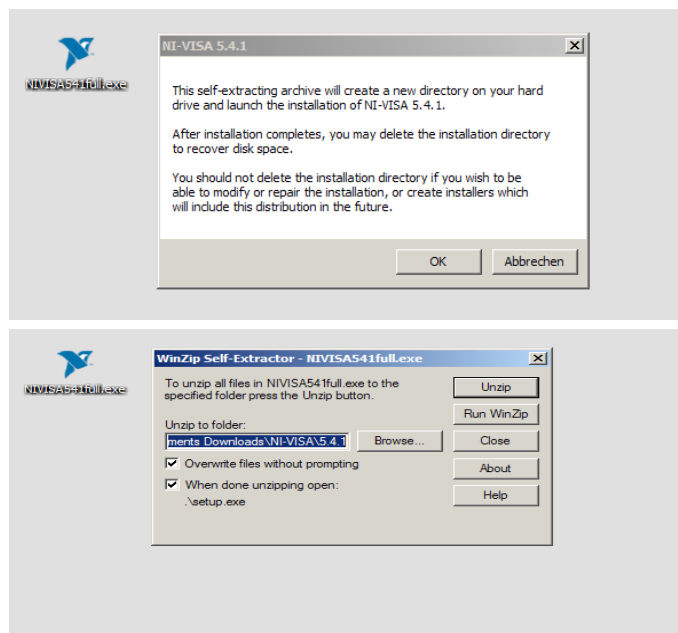 NI-VISA 5.4.1
NIVISA541full.exe
This self-extracting archive will create a new directory on your hard
drive and launch the installation of NI-VISA 5.4.1.
After installation completes, you may delete the installation directory
to recover disk space.
You should not delete the installation directory if you wish to be
able to modify or repair the installation, or create installers which
will include this distribution in the future.
OK
Abbrechen
WinZip Self-Extractor - NIVISA541full.exe
NIVISA541full.exe
To unzip all files in NIVISA541full.exe to the
specified folder press the Unzip button.
Unzip to folder:
ments Downloads\NI-VISA\5.4.1
Browse...
Overwrite files without prompting
When done unzipping open:
.\setup.exe
Unzip
Run WinZip
Close
About
Help